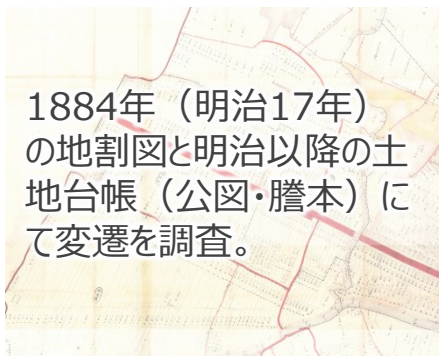 1884年（明治17年）
の地割図と明治以降の土
地台帳（公図・謄本）に
て変遷を調査。